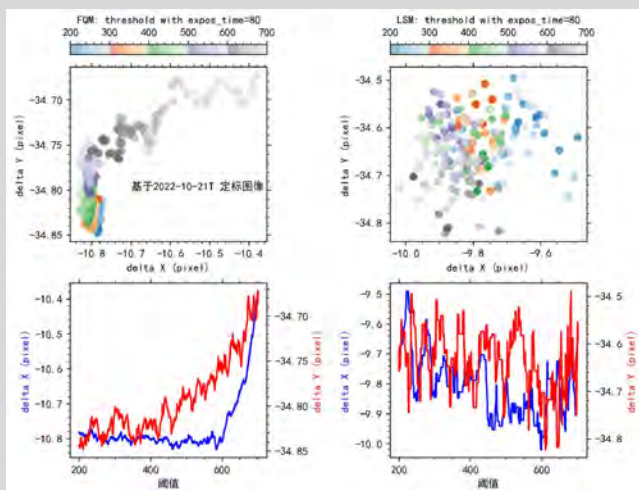 FQM: threshold with expos_time=80
200 300 400 500 600 700
LSM: threshold with expos_time=80
200 300 400 500 600 700
-34.70
-34.75
-34.80
-34.85
delta Y (pixel)
基于2022-10-21T 定标图像
-10.8 -10.7 -10.6 -10.5 -10.4
delta X (pixel)
-34.5
-34.6
-34.7
-34.8
delta Y (pixel)
-10.0 -9.8 -9.6
delta X (pixel)
-10.4
-10.5
-10.6
-10.7
-10.8
delta X (pixel)
-34.70
-34.75
-34.80
-34.85
delta Y (pixel)
200 400 600
阈值
-9.5
-9.6
-9.7
-9.8
-9.9
-10.0
delta X (pixel)
-34.5
-34.6
-34.7
-34.8
delta Y (pixel)
200 400 600
阈值